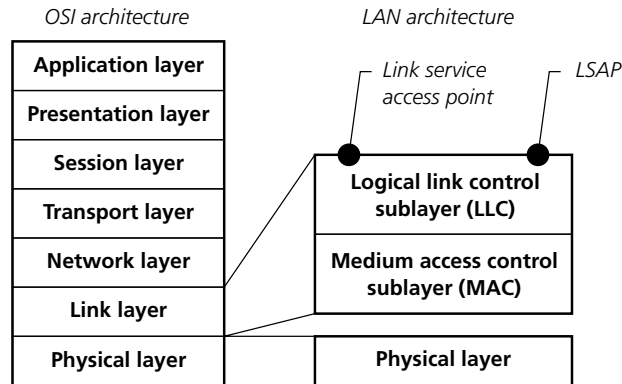 OSI architecture
Application layer
Presentation layer
Session layer
Transport layer
Network layer
Link layer
Physical layer
LAN architecture
Link service
access point
LSAP
Logical link control
sublayer (LLC)
Medium access control
sublayer (MAC)
Physical layer